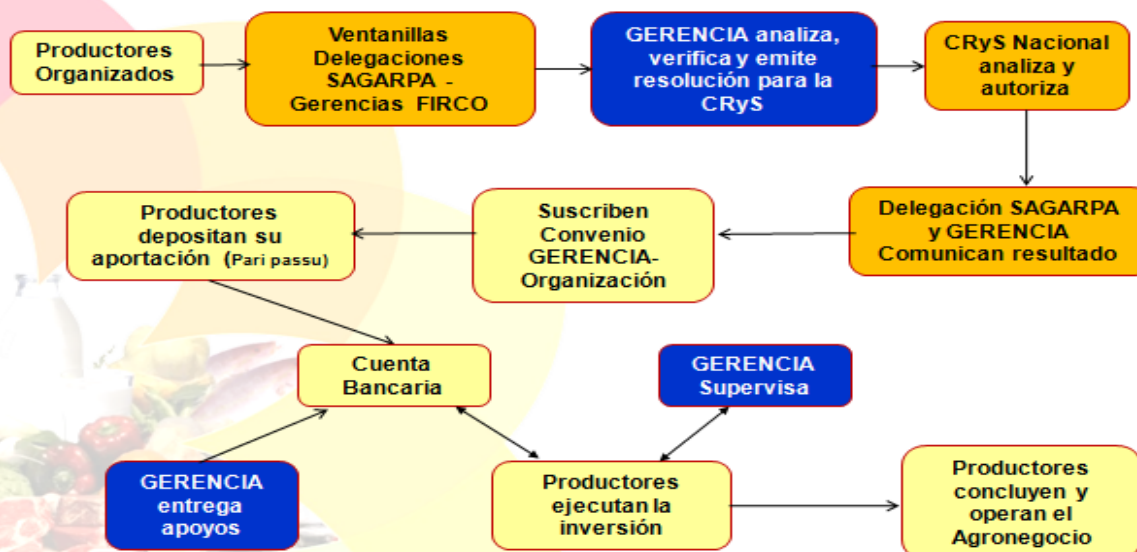 Productores
Organizados
Ventanillas
Delegaciones
SAGARPA -
Gerencias FIRCO
GERENCIA analiza,
verifica y emite
resolución para la
CRyS
CRyS Nacional
analiza y
autoriza
Productores
depositan su
aportación (Pari passu)
Suscriben
Convenio
GERENCIA-
Organización
Delegación SAGARPA
y GERENCIA
Comunican resultado
Cuenta
Bancaria
GERENCIA
Supervisa
GERENCIA
entrega
apoyos
Productores
ejecutan la
inversión
Productores
concluyen y
operan el
Agronegocio